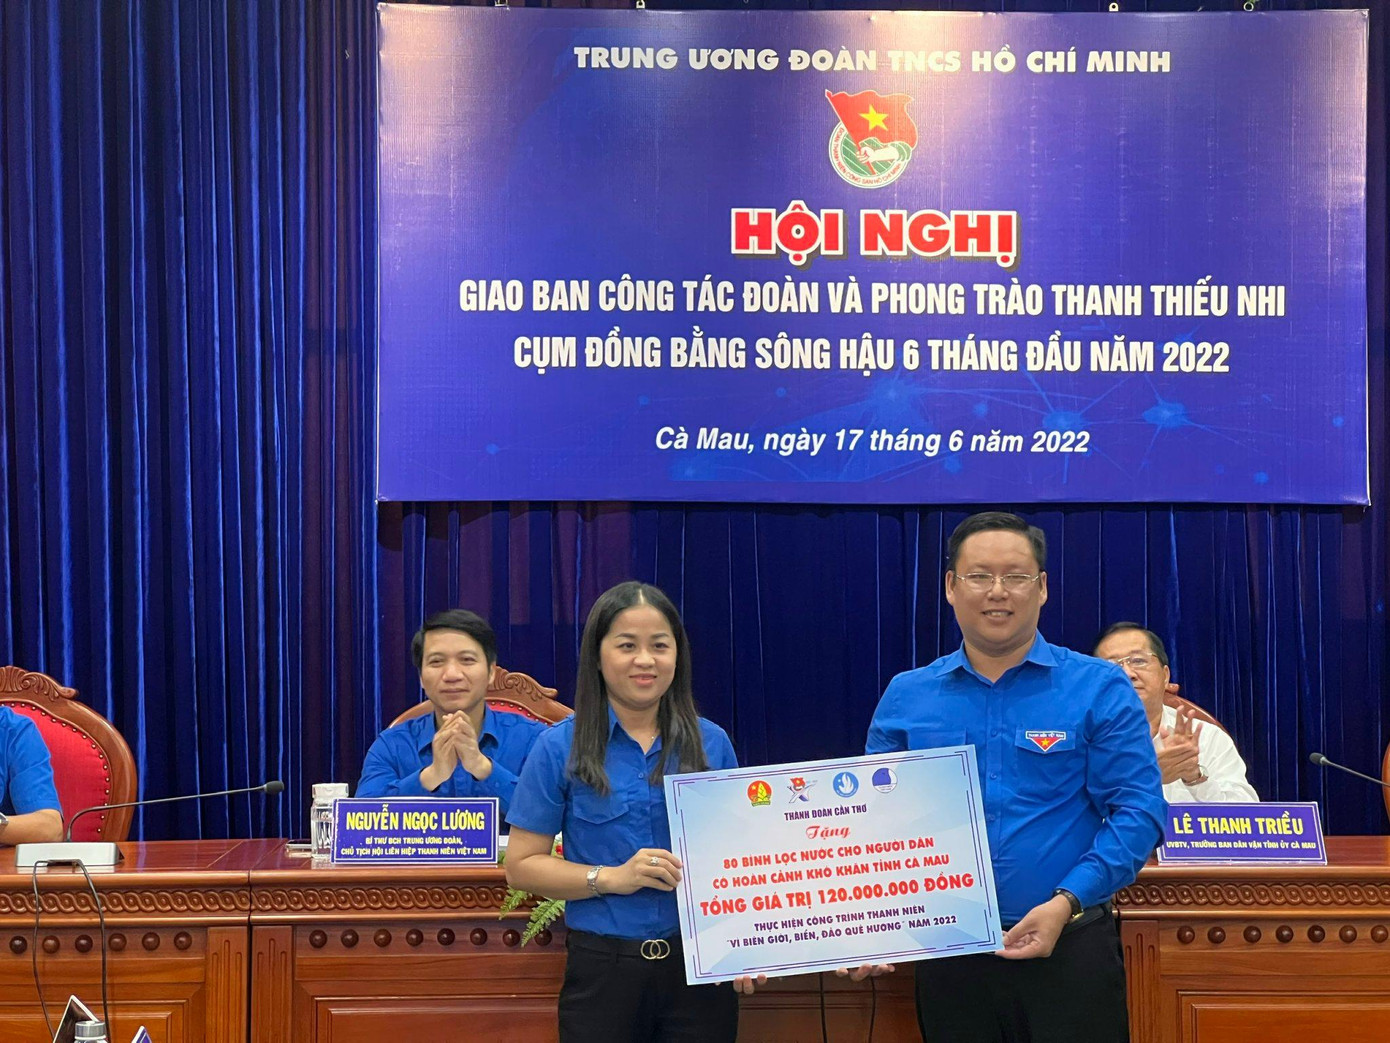 TRUNG ƯƠNG ĐOÀN TNCS HỒ CHÍ MINH
HỘI NGHỊ
GIAO BAN CÔNG TÁC ĐOÀN VÀ PHONG TRÀO THANH THIẾU NHI
CỤM ĐỒNG BẰNG SÔNG HẬU 6 THÁNG ĐẦU NĂM 2022
Cà Mau, ngày 17 tháng 6 năm 2022
THANH NIÊN VIỆT NAM
NGUYỄN NGỌC LƯƠNG
BÍ THƯ BCH TRUNG ƯƠNG ĐOÀN,
CHỦ TỊCH HỘI LIÊN HIỆP THANH NIÊN VIỆT NAM
LÊ THANH TRIỀU
UVBTV, TRƯỞNG BAN DÂN VẬN TỈNH ỦY CÀ MAU
THÀNH ĐOÀN CẦN THƠ
Tặng
80 BÌNH LỌC NƯỚC CHO NGƯỜI DÂN
CÓ HOÀN CẢNH KHÓ KHĂN TỈNH CÀ MAU
TỔNG GIÁ TRỊ 120.000.000 ĐỒNG
THỰC HIỆN CÔNG TRÌNH THANH NIÊN
"VÌ BIÊN GIỚI, BIỂN, ĐẢO QUÊ HƯƠNG" NĂM 2022